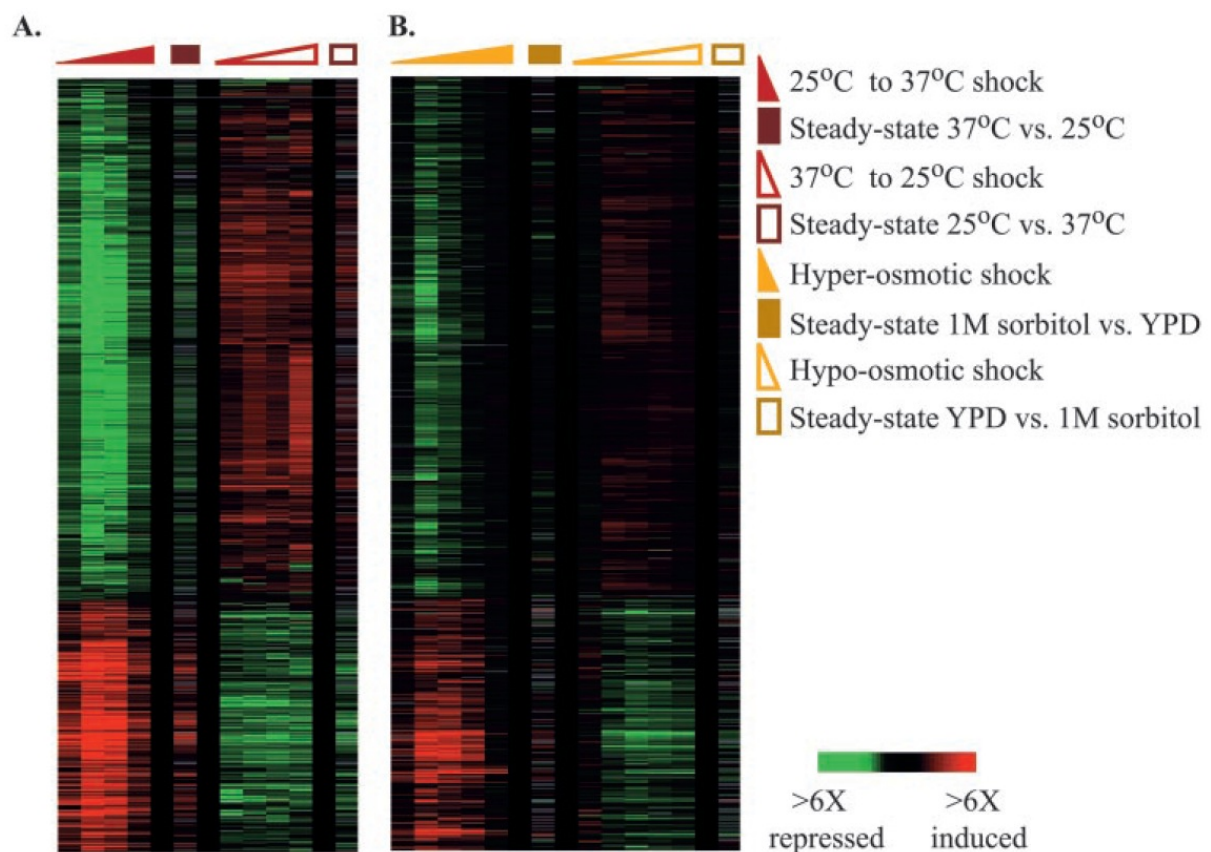 A.
B.
25°C to 37°C shock
Steady-state 37°C vs. 25°C
37°C to 25°C shock
Steady-state 25°C vs. 37°C
Hyper-osmotic shock
Steady-state 1M sorbitol vs. YPD
Hypo-osmotic shock
Steady-state YPD vs. 1M sorbitol
>6X >6X
repressed induced